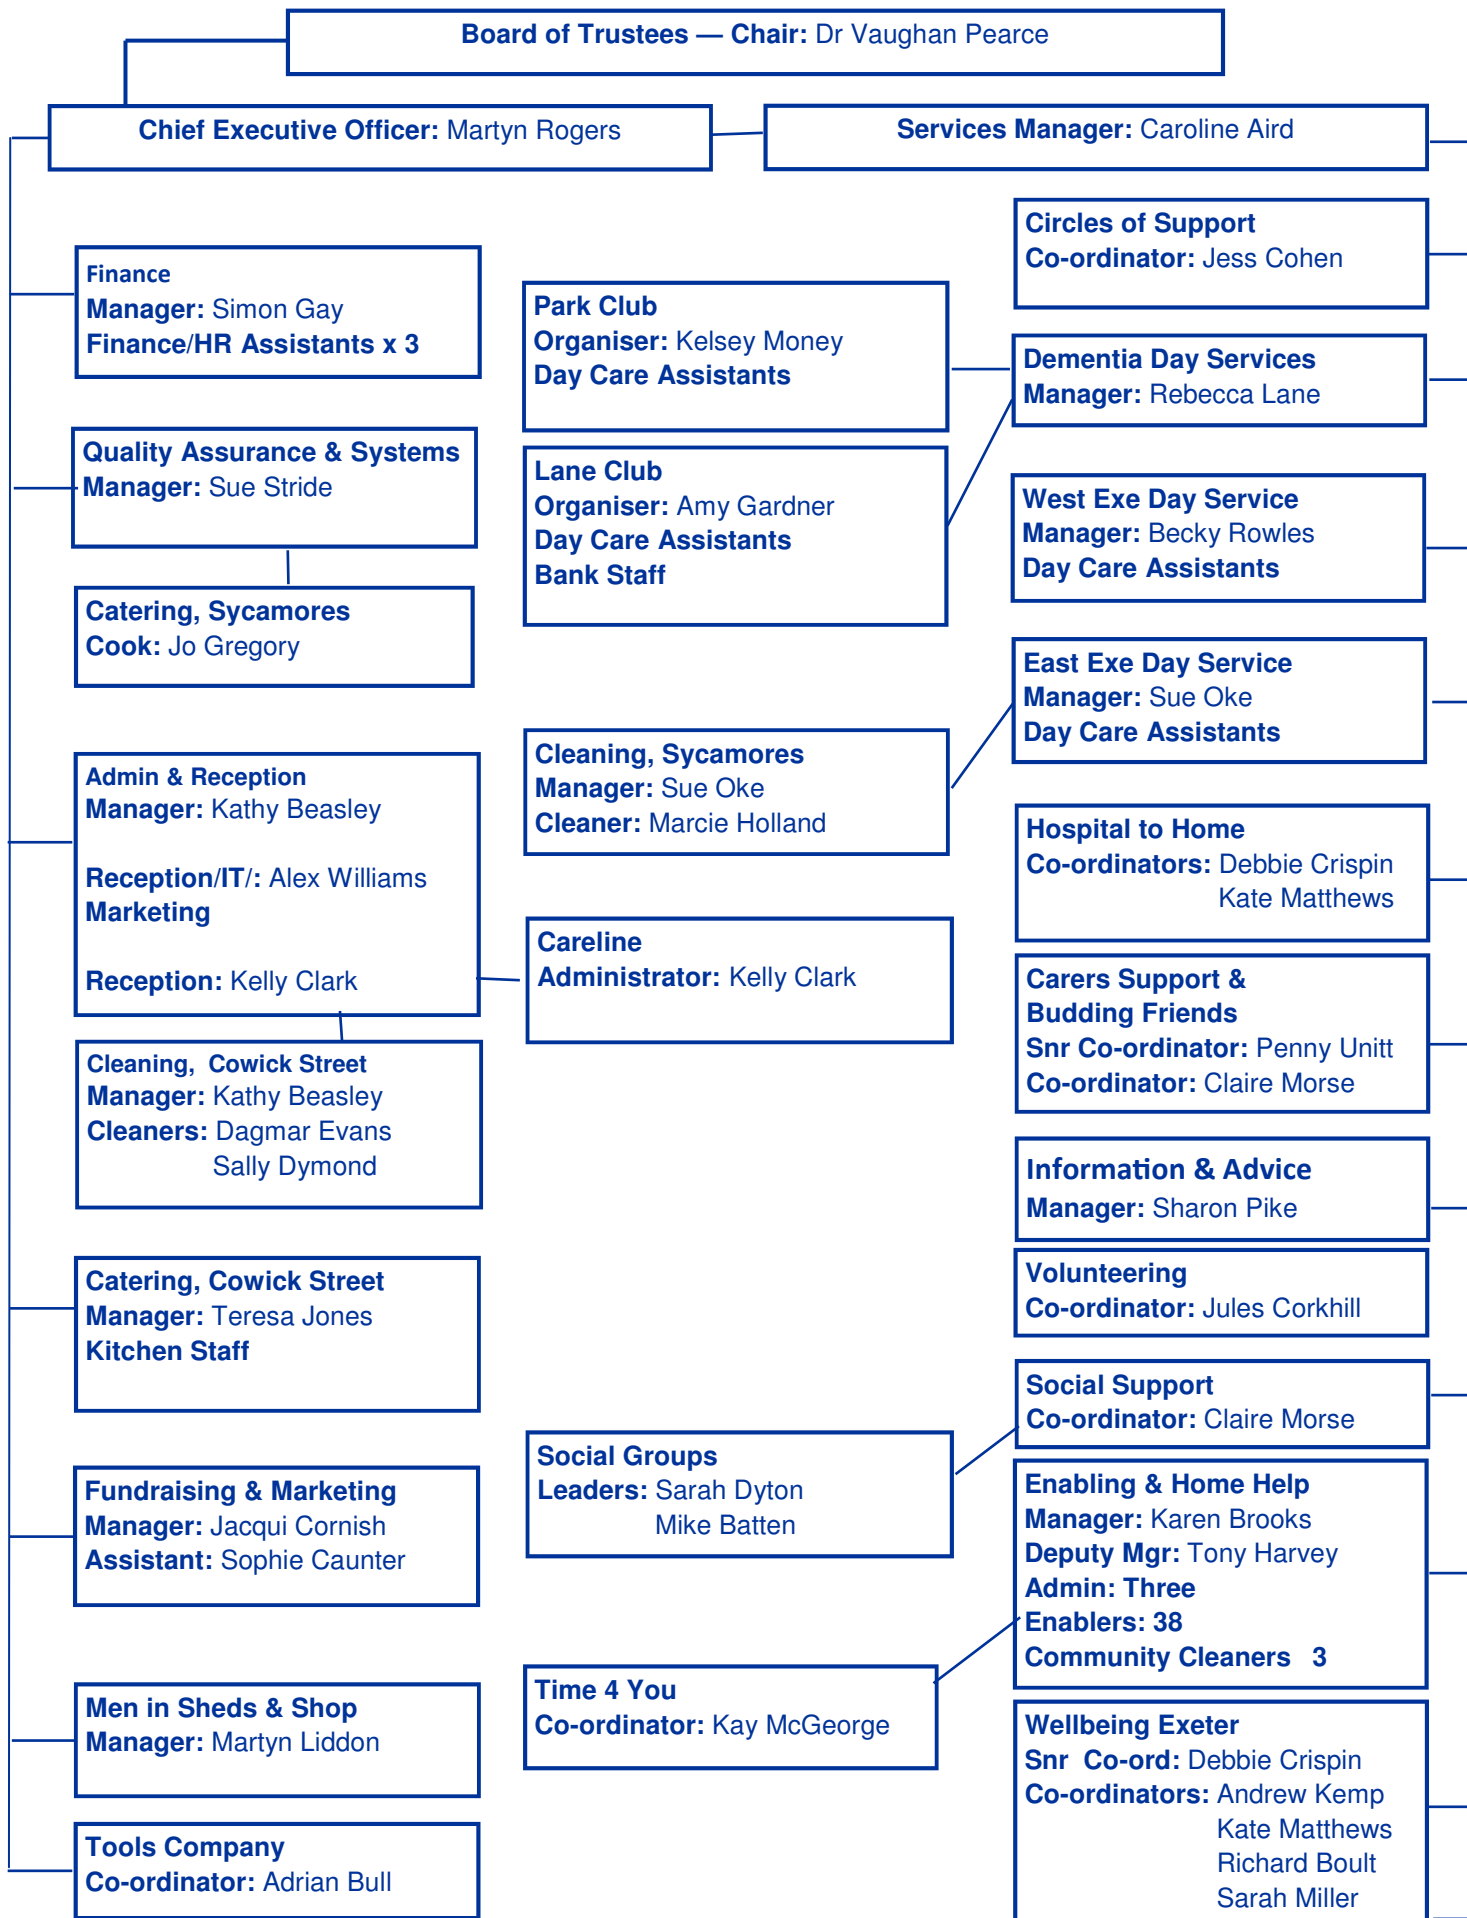 Board of Trustees — Chair: Dr Vaughan Pearce
Chief Executive Officer: Martyn Rogers
Services Manager: Caroline Aird
Finance
Manager: Simon Gay
Finance/HR Assistants x 3
Quality Assurance & Systems
Manager: Sue Stride
Catering, Sycamores
Cook: Jo Gregory
Admin & Reception
Manager: Kathy Beasley
Reception/IT/: Alex Williams
Marketing
Reception: Kelly Clark
Cleaning, Cowick Street
Manager: Kathy Beasley
Cleaners: Dagmar Evans
Sally Dymond
Catering, Cowick Street
Manager: Teresa Jones
Kitchen Staff
Fundraising & Marketing
Manager: Jacqui Cornish
Assistant: Sophie Caunter
Men in Sheds & Shop
Manager: Martyn Liddon
Tools Company
Co-ordinator: Adrian Bull
Park Club
Organiser: Kelsey Money
Day Care Assistants
Lane Club
Organiser: Amy Gardner
Day Care Assistants
Bank Staff
Cleaning, Sycamores
Manager: Sue Oke
Cleaner: Marcie Holland
Careline
Administrator: Kelly Clark
Social Groups
Leaders: Sarah Dyton
Mike Batten
Time 4 You
Co-ordinator: Kay McGeorge
Circles of Support
Co-ordinator: Jess Cohen
Dementia Day Services
Manager: Rebecca Lane
West Exe Day Service
Manager: Becky Rowles
Day Care Assistants
East Exe Day Service
Manager: Sue Oke
Day Care Assistants
Hospital to Home
Co-ordinators: Debbie Crispin
Kate Matthews
Carers Support &
Budding Friends
Snr Co-ordinator: Penny Unitt
Co-ordinator: Claire Morse
Information & Advice
Manager: Sharon Pike
Volunteering
Co-ordinator: Jules Corkhill
Social Support
Co-ordinator: Claire Morse
Enabling & Home Help
Manager: Karen Brooks
Deputy Mgr: Tony Harvey
Admin: Three
Enablers: 38
Community Cleaners 3
Wellbeing Exeter
Snr Co-ord: Debbie Crispin
Co-ordinators: Andrew Kemp
Kate Matthews
Richard Boult
Sarah Miller